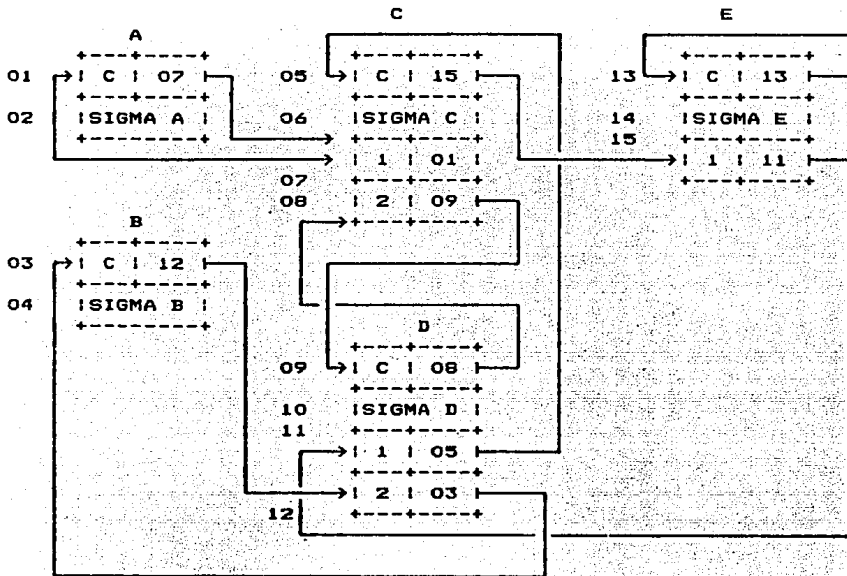 C E
A
01 C 07 05 C 15 13 C 13
02 SIGMA A 06 SIGMA C 14 SIGMA E
15
1 01 1 11
07
08 2 09
B
03 C 12
04 SIGMA B
D
09 C 08
10 SIGMA D
11
1 05
2 03
12